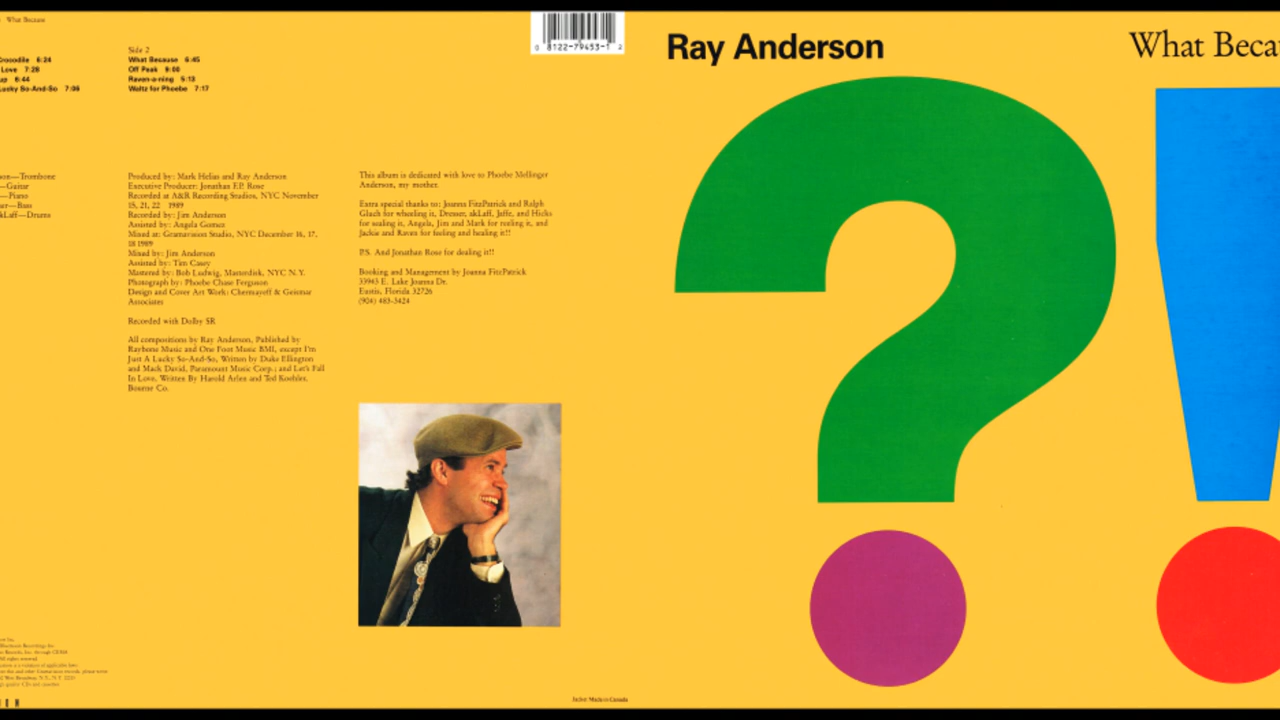 What Because
Crocodile 6:24
Love 7:28
up 8:44
Lucky So-And-So 7:06
Side 2
What Because 6:45
Off Peak 9:00
Raven-a-ning 5:13
Waltz for Phoebe 7:17
on—Trombone
—Guitar
—Piano
er—Bass
kLaff—Drums
Produced by: Mark Helias and Ray Anderson
Executive Producer: Jonathan F.P. Rose
Recorded at A&R Recording Studios, NYC November
15, 21, 22 1989
Recorded by: Jim Anderson
Assisted by: Angela Gomez
Mixed at: Gramavision Studio, NYC December 16, 17,
18 1989
Mixed by: Jim Anderson
Assisted by: Tim Casey
Mastered by: Bob Ludwig, Masterdisk, NYC N.Y.
Photograph by: Phoebe Chase Ferguson
Design and Cover Art Work: Chermayeff & Geismar
Associates
Recorded with Dolby SR
All compositions by Ray Anderson, Published by
Raybone Music and One Foot Music BMI, except I'm
Just A Lucky So-And-So, Written by Duke Ellington
and Mack David, Paramount Music Corp.; and Let's Fall
In Love, Written By Harold Arlen and Ted Koehler,
Bourne Co.
This album is dedicated with love to Phoebe Mellinger
Anderson, my mother.
Extra special thanks to: Joanna FitzPatrick and Ralph
Gluch for wheeling it, Dresser, akLaff, Jaffe, and Hicks
for sealing it, Angela, Jim and Mark for reeling it, and
Jackie and Raven for feeling and healing it!!
P.S. And Jonathan Rose for dealing it!!
Booking and Management by Joanna FitzPatrick
33943 E. Lake Joanna Dr.
Eustis, Florida 32726
(904) 483-3424
Jacket Made in Canada
0 8122-79453-1 2
Ray Anderson
What Beca
?!